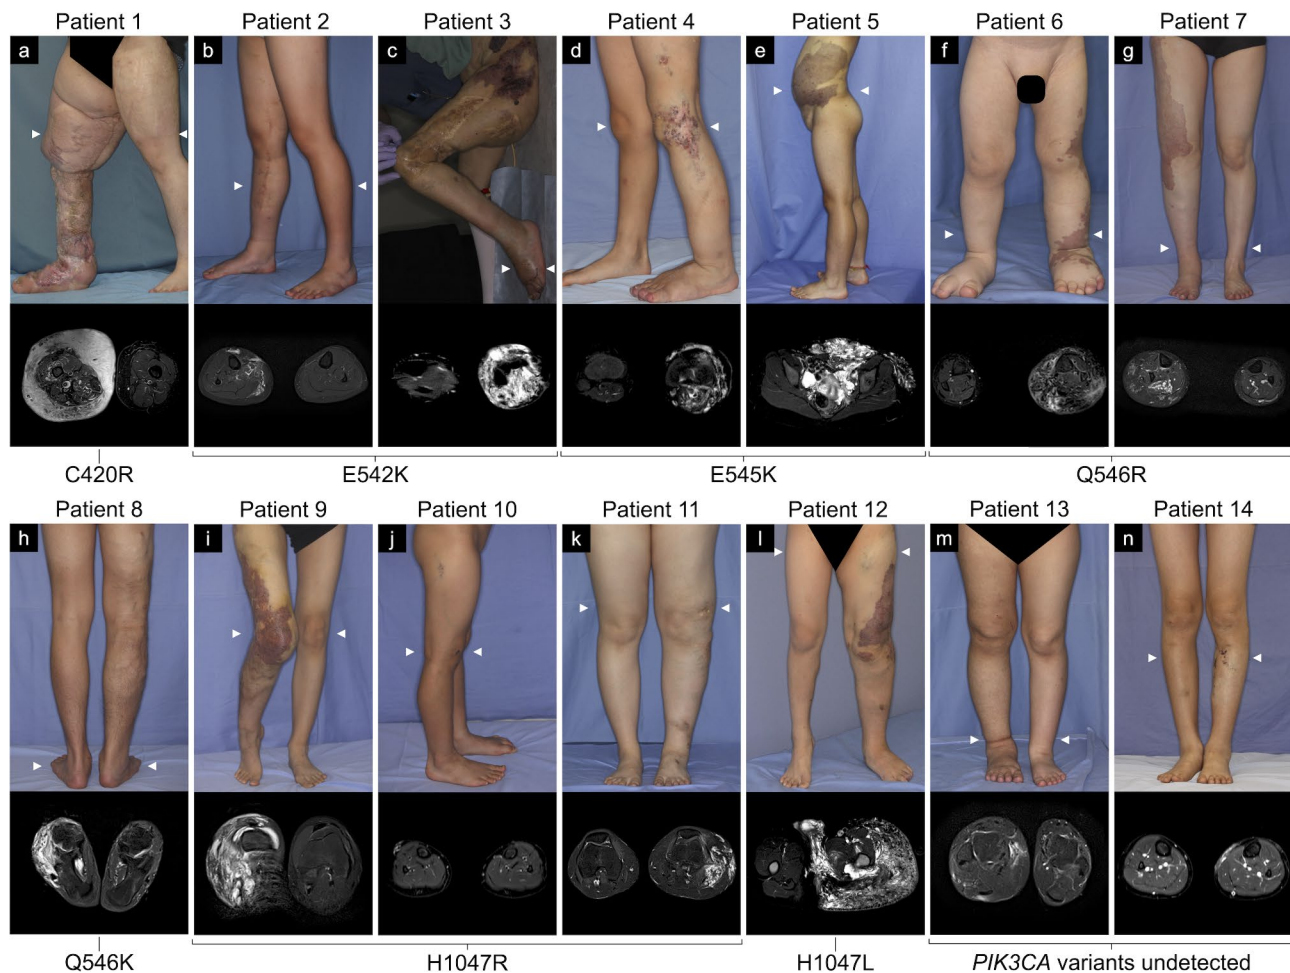 Patient 1 Patient 2 Patient 3 Patient 4 Patient 5 Patient 6 Patient 7
a b c d e f g
C420R E542K E545K Q546R
Patient 8 Patient 9 Patient 10 Patient 11 Patient 12 Patient 13 Patient 14
h i j k l m n
Q546K H1047R H1047L PIK3CA variants undetected